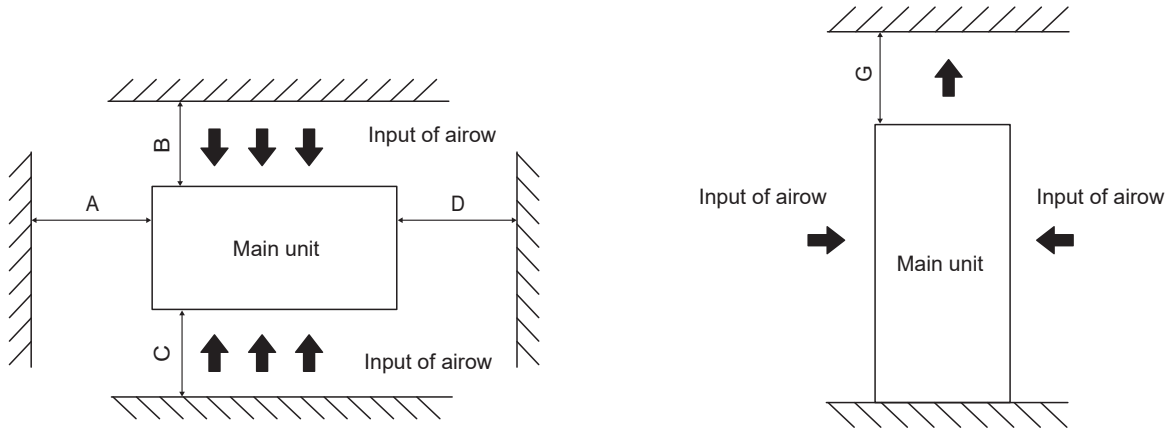 B
Input of airow
A
D
Main unit
C
Input of airow
G
Input of airow
Input of airow
Main unit